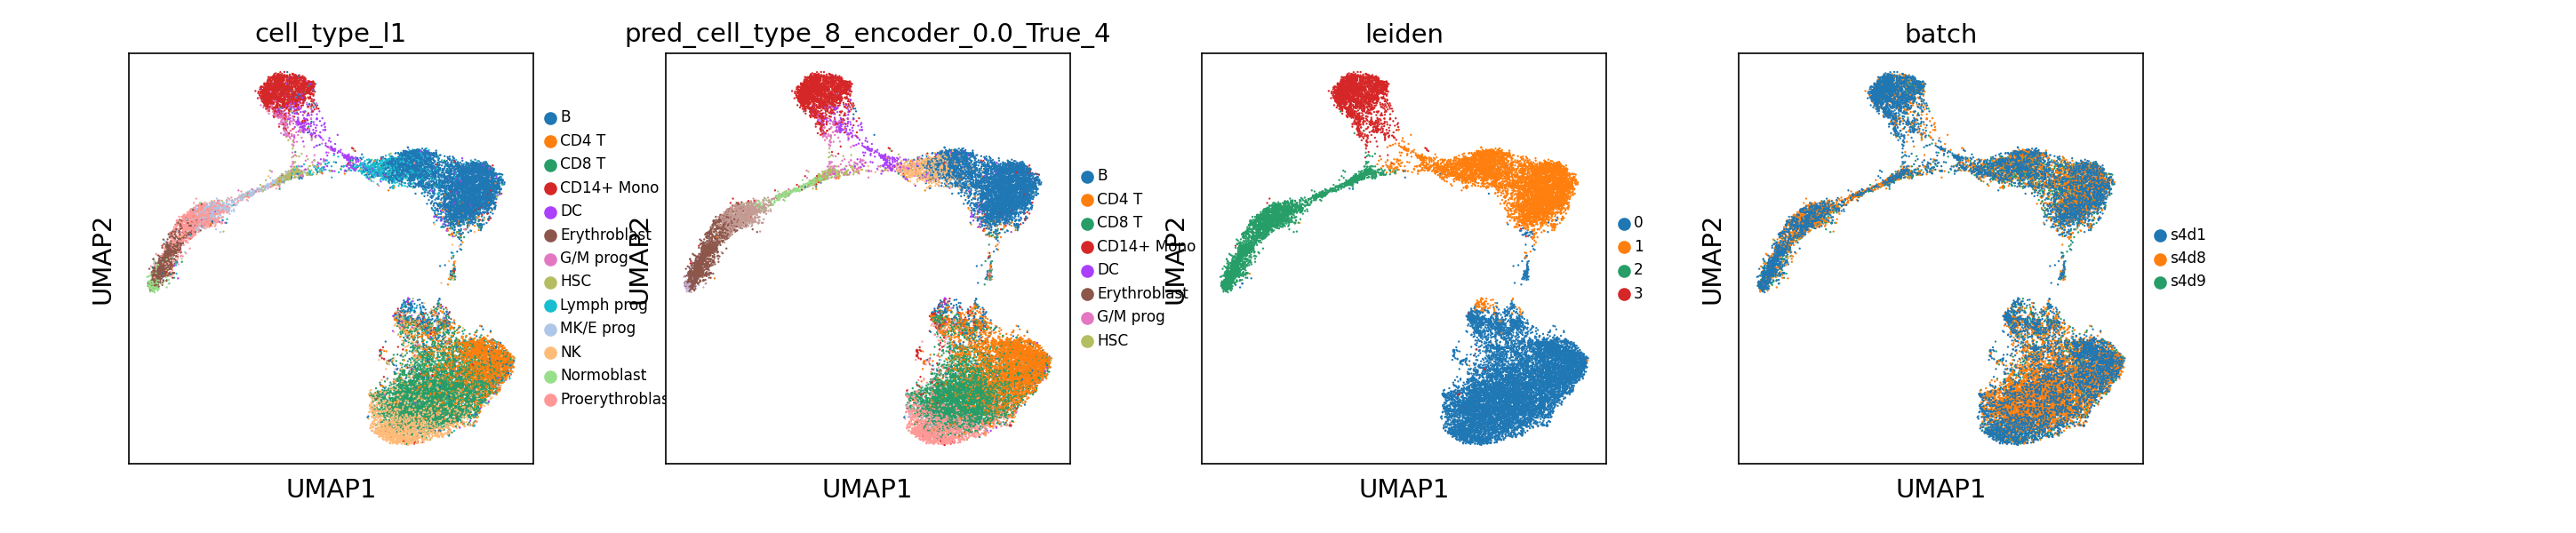 cell_type_l1
UMAP2
UMAP1
B
CD4 T
CD8 T
CD14+ Mono
DC
Erythroblast
G/M prog
HSC
Lymph prog
MK/E prog
NK
Normoblast
Proerythroblas
pred_cell_type_8_encoder_0.0_True_4
UMAP2
UMAP1
B
CD4 T
CD8 T
CD14+ Mono
DC
Erythroblast
G/M prog
HSC
leiden
UMAP2
UMAP1
0
1
2
3
batch
UMAP2
UMAP1
s4d1
s4d8
s4d9